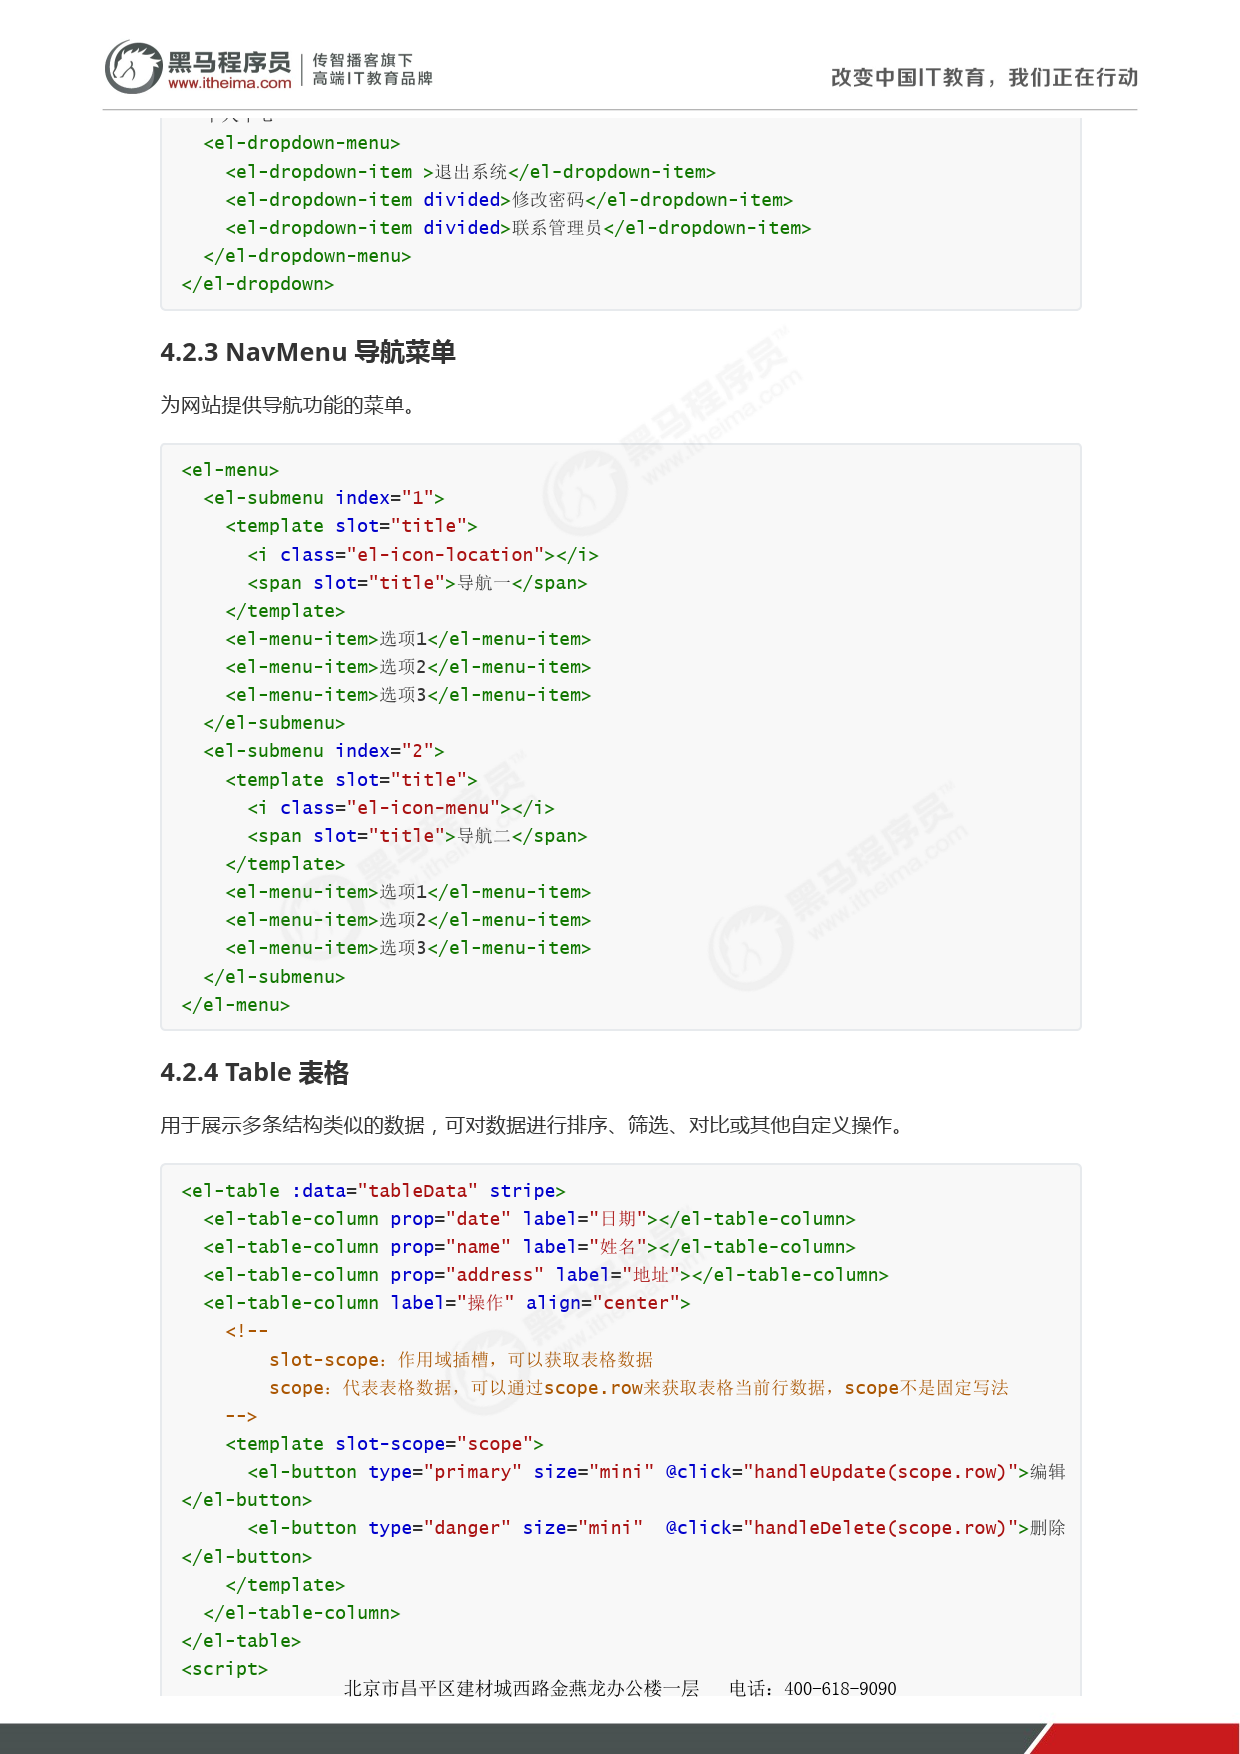 黑马程序员
www.itheima.com
传智播客旗下
高端IT教育品牌
改变中国IT教育，我们正在行动
<el-dropdown-menu>
<el-dropdown-item >退出系统</el-dropdown-item>
<el-dropdown-item divided>修改密码</el-dropdown-item>
<el-dropdown-item divided>联系管理员</el-dropdown-item>
</el-dropdown-menu>
</el-dropdown>
4.2.3 NavMenu 导航菜单
为网站提供导航功能的菜单。
<el-menu>
<el-submenu index="1">
<template slot="title">
<i class="el-icon-location"></i>
<span slot="title">导航一</span>
</template>
<el-menu-item>选项1</el-menu-item>
<el-menu-item>选项2</el-menu-item>
<el-menu-item>选项3</el-menu-item>
</el-submenu>
<el-submenu index="2">
<template slot="title">
<i class="el-icon-menu"></i>
<span slot="title">导航二</span>
</template>
<el-menu-item>选项1</el-menu-item>
<el-menu-item>选项2</el-menu-item>
<el-menu-item>选项3</el-menu-item>
</el-submenu>
</el-menu>
4.2.4 Table 表格
用于展示多条结构类似的数据，可对数据进行排序、筛选、对比或其他自定义操作。
<el-table :data="tableData" stripe>
<el-table-column prop="date" label="日期"></el-table-column>
<el-table-column prop="name" label="姓名"></el-table-column>
<el-table-column prop="address" label="地址"></el-table-column>
<el-table-column label="操作" align="center">
<!--
slot-scope：作用域插槽，可以获取表格数据
scope：代表表格数据，可以通过scope.row来获取表格当前行数据，scope不是固定写法
-->
<template slot-scope="scope">
<el-button type="primary" size="mini" @click="handleUpdate(scope.row)">编辑
</el-button>
<el-button type="danger" size="mini"  @click="handleDelete(scope.row)">删除
</el-button>
</template>
</el-table-column>
</el-table>
<script>
北京市昌平区建材城西路金燕龙办公楼一层 电话：400-618-9090